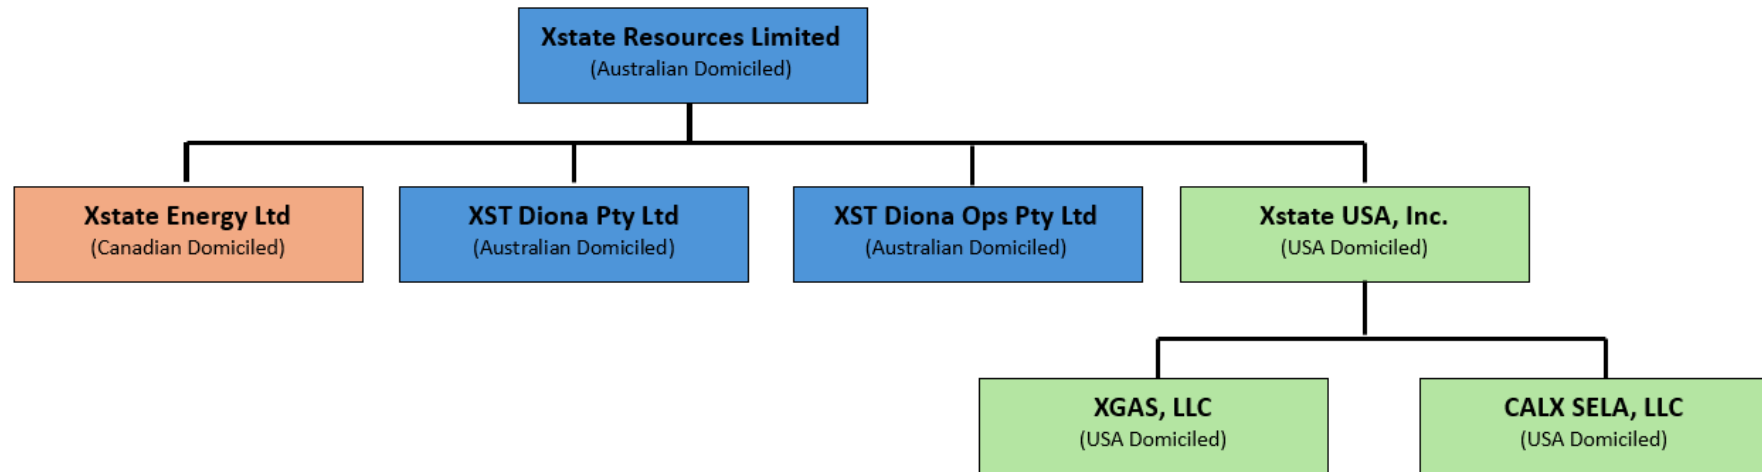 Xstate Resources Limited
(Australian Domiciled)
Xstate Energy Ltd
(Canadian Domiciled)
XST Diona Pty Ltd
(Australian Domiciled)
XST Diona Ops Pty Ltd
(Australian Domiciled)
Xstate USA, Inc.
(USA Domiciled)
XGAS, LLC
(USA Domiciled)
CALX SELA, LLC
(USA Domiciled)